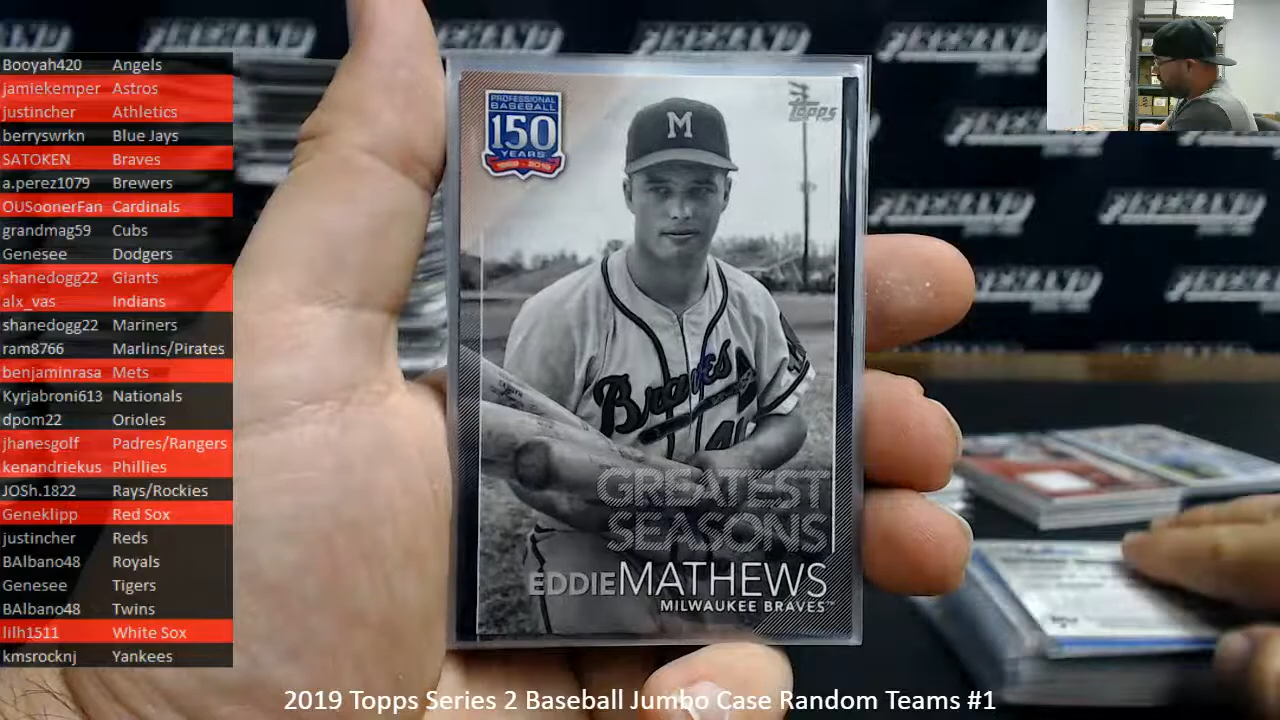 Booyah420 Angels
jamiekemper Astros
justincher Athletics
berryswrkn Blue Jays
SATOKEN Braves
a.perez1079 Brewers
OUSoonerFan Cardinals
grandmag59 Cubs
Genesee Dodgers
shanedogg22 Giants
alx_vas Indians
shanedogg22 Mariners
ram8766 Marlins/Pirates
benjaminrasa Mets
Kyrjabroni613 Nationals
dpom22 Orioles
jhanesgolf Padres/Rangers
kenandriekus Phillies
JOSh.1822 Rays/Rockies
Geneklipp Red Sox
justincher Reds
BAlbano48 Royals
Genesee Tigers
BAlbano48 Twins
lilh1511 White Sox
kmsrocknj Yankees
PROFESSIONAL
BASEBALL
150
YEARS
1869 - 2019
Topps
M
Braves
GREATEST
SEASONS
EDDIE MATHEWS
MILWAUKEE BRAVES™
2019 Topps Series 2 Baseball Jumbo Case Random Teams #1